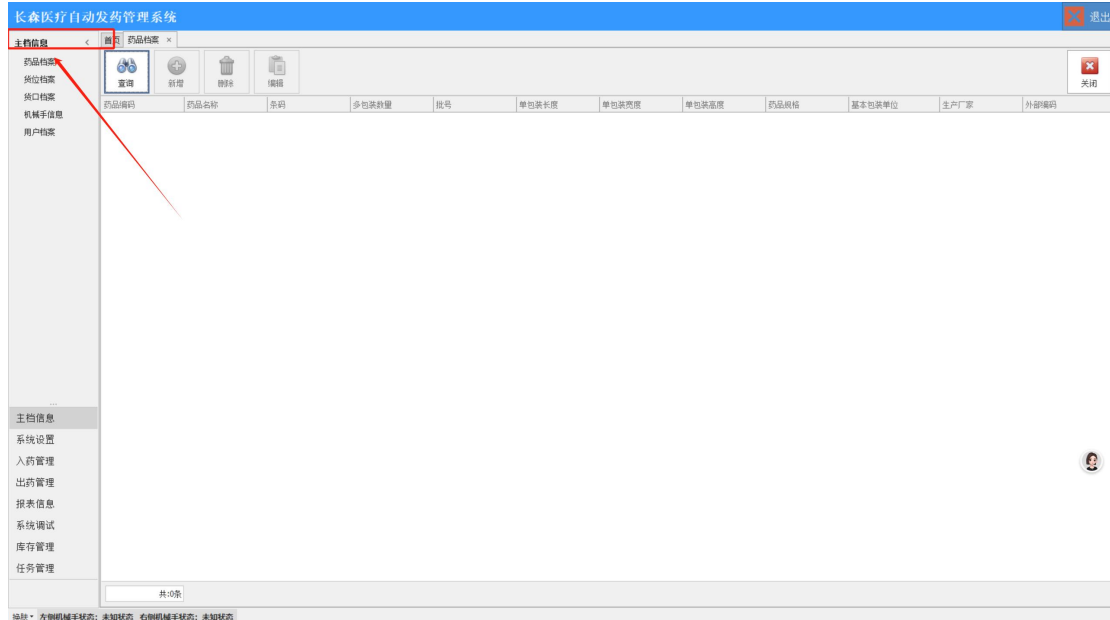 长森医疗自动发药管理系统
退出
主档信息 <
首页 药品档案 ×
药品档案
货位档案
货口档案
机械手信息
用户档案
查询 新增 删除 编辑 关闭
药品编码 药品名称 条码 多包装数量 批号 单包装长度 单包装宽度 单包装高度 药品规格 基本包装单位 生产厂家 外部编码
...
主档信息
系统设置
入药管理
出药管理
报表信息
系统调试
库存管理
任务管理
共:0条
左侧机械手状态: 未知状态 右侧机械手状态: 未知状态